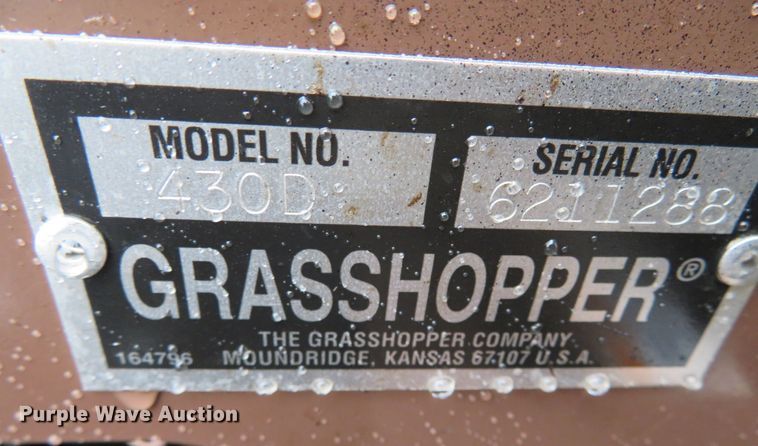 MODEL NO.
430D
SERIAL NO.
6211288
GRASSHOPPER®
THE GRASSHOPPER COMPANY
164796 MOUNDRIDGE, KANSAS 67107 U.S.A.
Purple Wave Auction